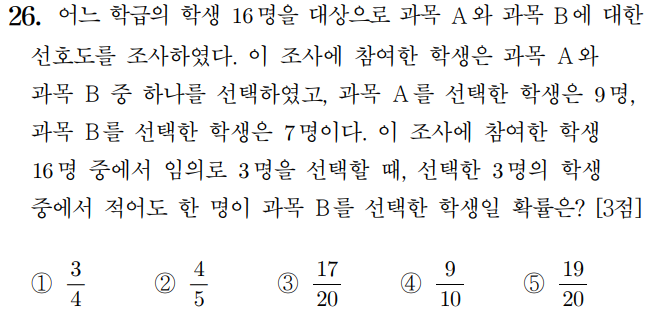 26. 어느 학급의 학생 16명을 대상으로 과목 A와 과목 B에 대한
선호도를 조사하였다. 이 조사에 참여한 학생은 과목 A와
과목 B 중 하나를 선택하였고, 과목 A를 선택한 학생은 9명,
과목 B를 선택한 학생은 7명이다. 이 조사에 참여한 학생
16명 중에서 임의로 3명을 선택할 때, 선택한 3명의 학생
중에서 적어도 한 명이 과목 B를 선택한 학생일 확률은? [3점]
① 3/4 ② 4/5 ③ 17/20 ④ 9/10 ⑤ 19/20